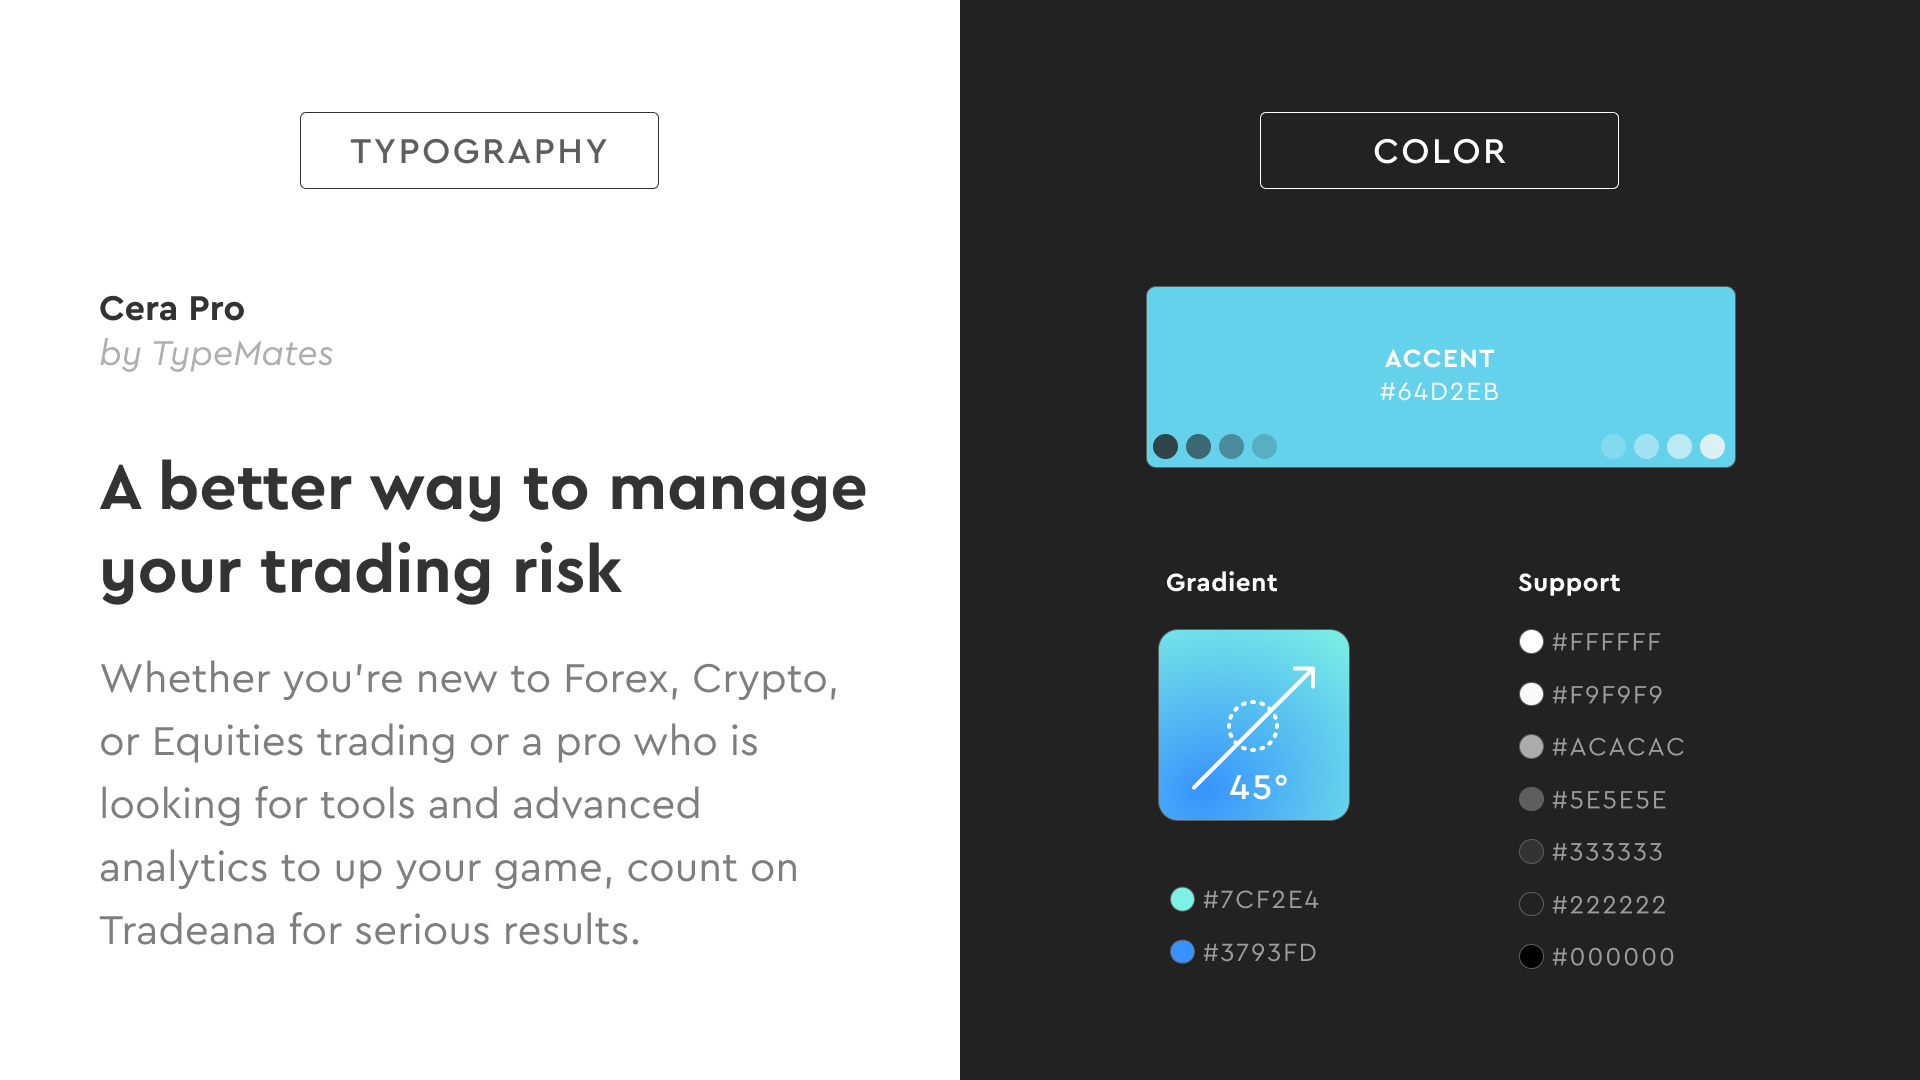 TYPOGRAPHY
Cera Pro
by TypeMates
A better way to manage
your trading risk
Whether you're new to Forex, Crypto,
or Equities trading or a pro who is
looking for tools and advanced
analytics to up your game, count on
Tradeana for serious results.
COLOR
ACCENT
#64D2EB
Gradient
45°
#7CF2E4
#3793FD
Support
#FFFFFF
#F9F9F9
#ACACAC
#5E5E5E
#333333
#222222
#000000